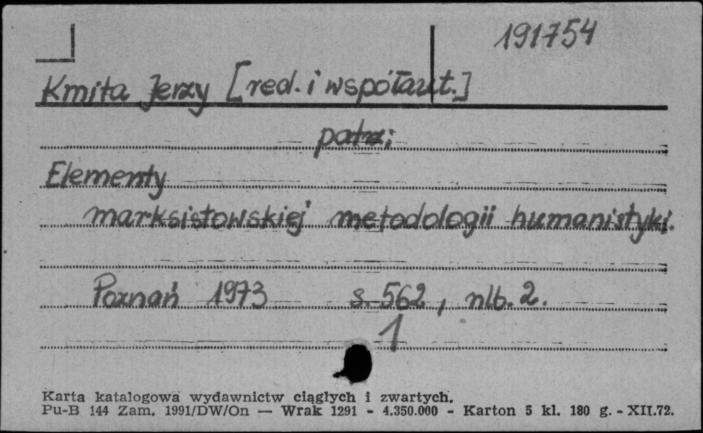 191754
Kmita Jerzy [red. i współaut.]
patrz:
Elementy
marksistowskiej metodologii humanistyki.
Poznań 1973 s. 562, nlb. 2.
1
Karta katalogowa wydawnictw ciągłych i zwartych.
Pu-B 144 Zam. 1991/DW/On — Wrak 1291 - 4.350.000 - Karton 5 kl. 180 g. - XII.72.